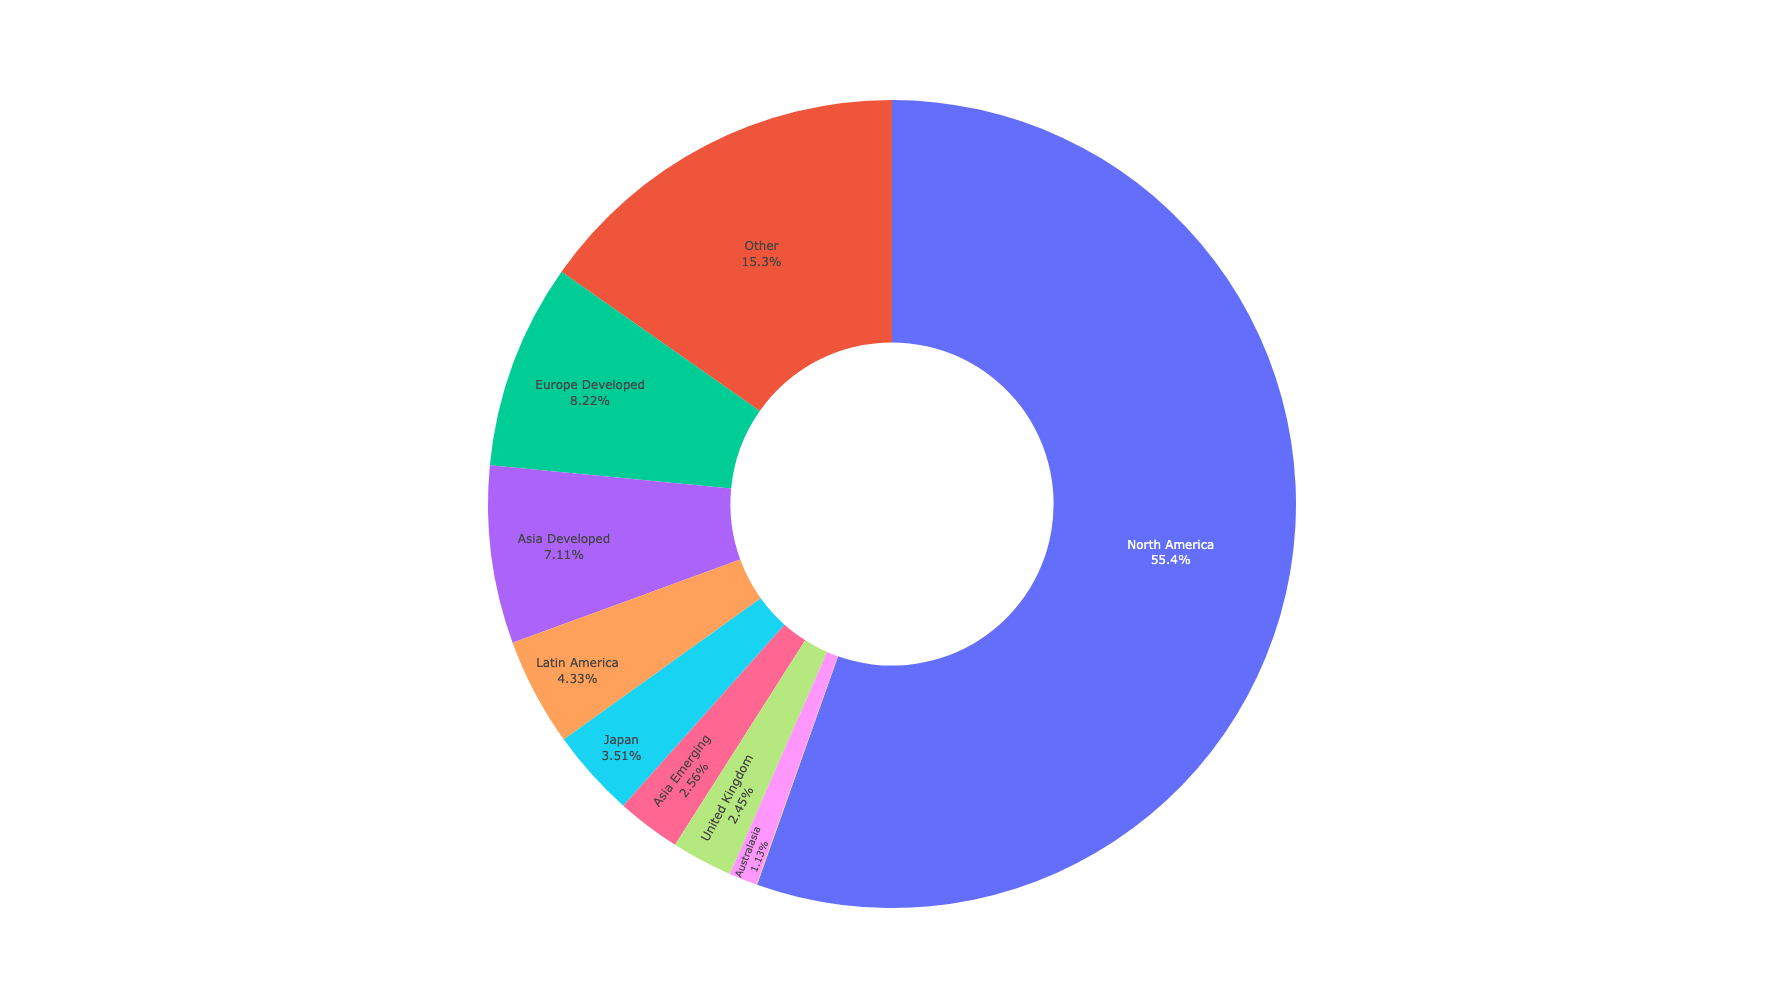 Other
15.3%
Europe Developed
8.22%
Asia Developed
7.11%
North America
55.4%
Latin America
4.33%
Japan
3.51%
Asia Emerging
2.56%
United Kingdom
2.45%
Australasia
1.13%